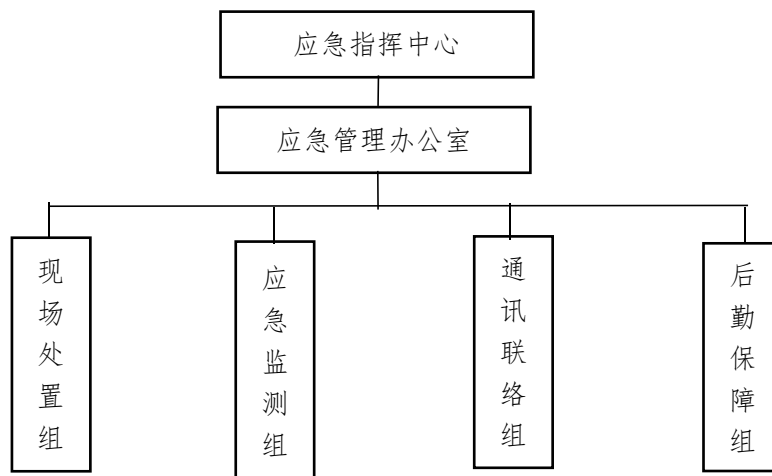 应急指挥中心
应急管理办公室
现场处置组
应急监测组
通讯联络组
后勤保障组